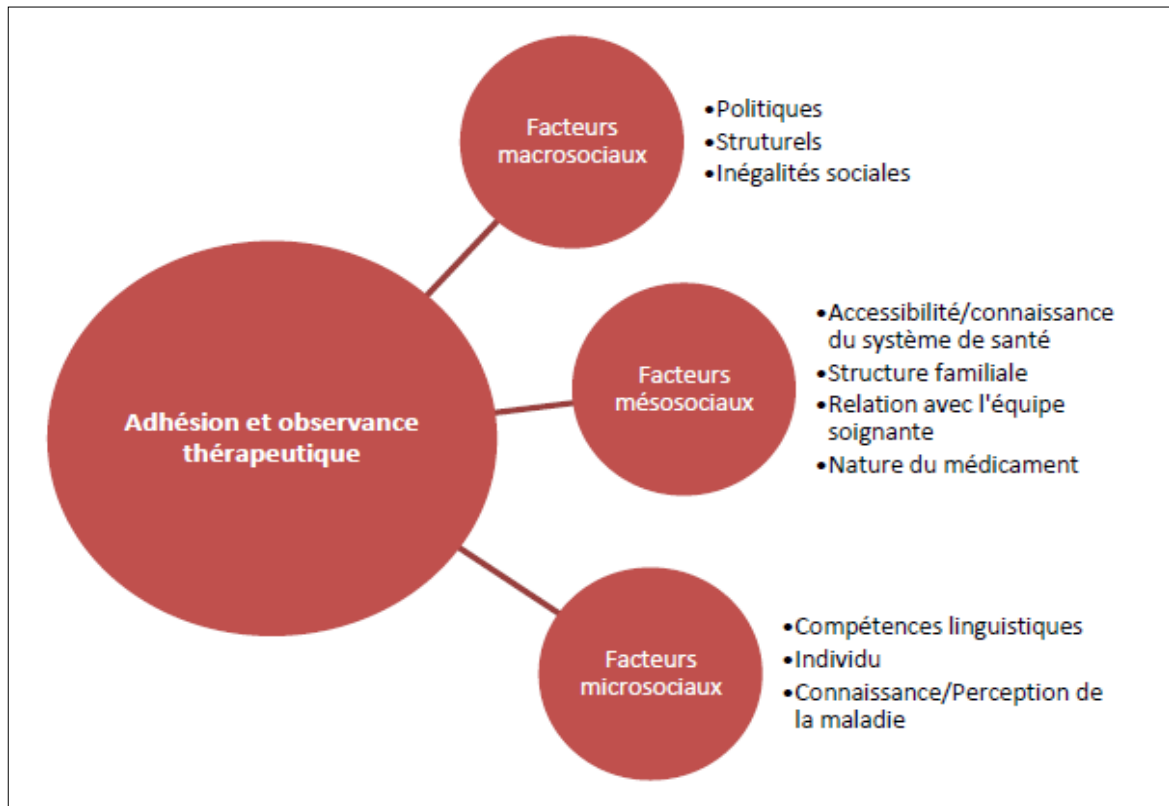 Facteurs
macrosociaux
•Politiques
•Struturels
•Inégalités sociales
Adhésion et observance
thérapeutique
Facteurs
mésosociaux
•Accessibilité/connaissance
du système de santé
•Structure familiale
•Relation avec l'équipe
soignante
•Nature du médicament
Facteurs
microsociaux
•Compétences linguistiques
•Individu
•Connaissance/Perception de
la maladie